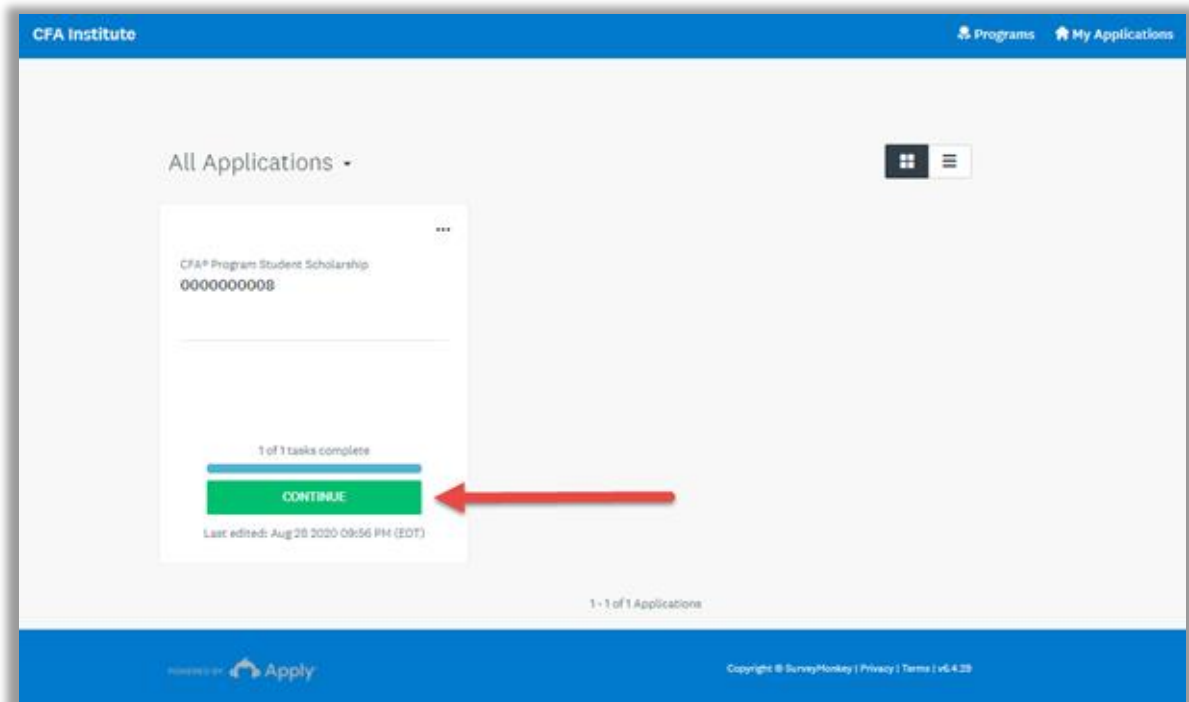 CFA Institute
Programs
My Applications
All Applications
CFA® Program Student Scholarship
0000000008
1 of 1 tasks complete
CONTINUE
Last edited: Aug 28 2020 09:56 PM (EDT)
1 - 1 of 1 Applications
POWERED BY Apply
Copyright © SurveyMonkey | Privacy | Terms | v6.4.29